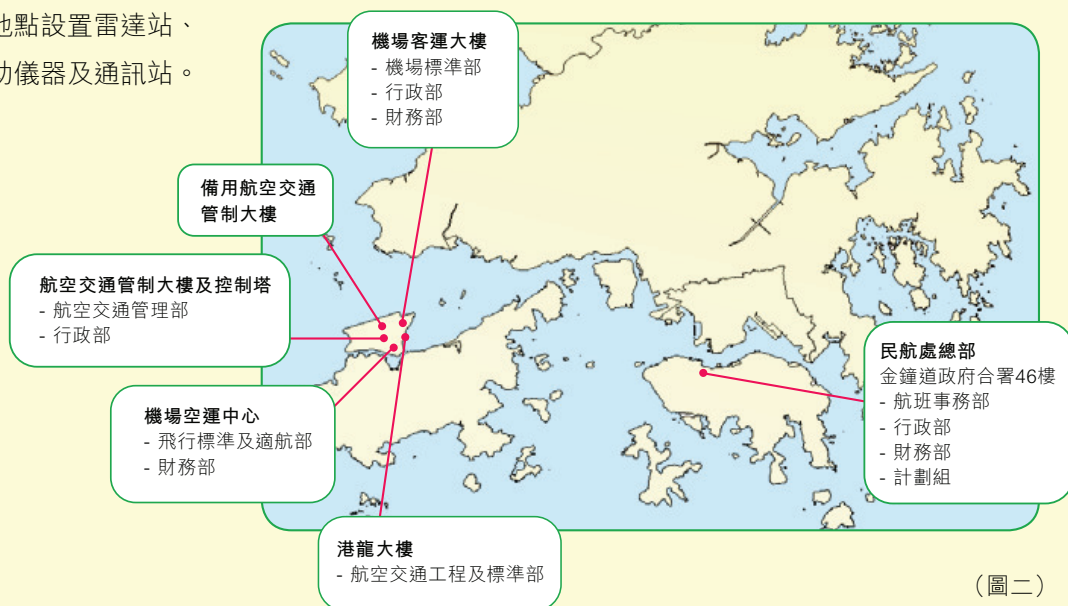 地點設置雷達站、
助儀器及通訊站。
機場客運大樓
- 機場標準部
- 行政部
- 財務部
備用航空交通
管制大樓
航空交通管制大樓及控制塔
- 航空交通管理部
- 行政部
機場空運中心
- 飛行標準及適航部
- 財務部
港龍大樓
- 航空交通工程及標準部
民航處總部
金鐘道政府合署46樓
- 航班事務部
- 行政部
- 財務部
- 計劃組
（圖二）